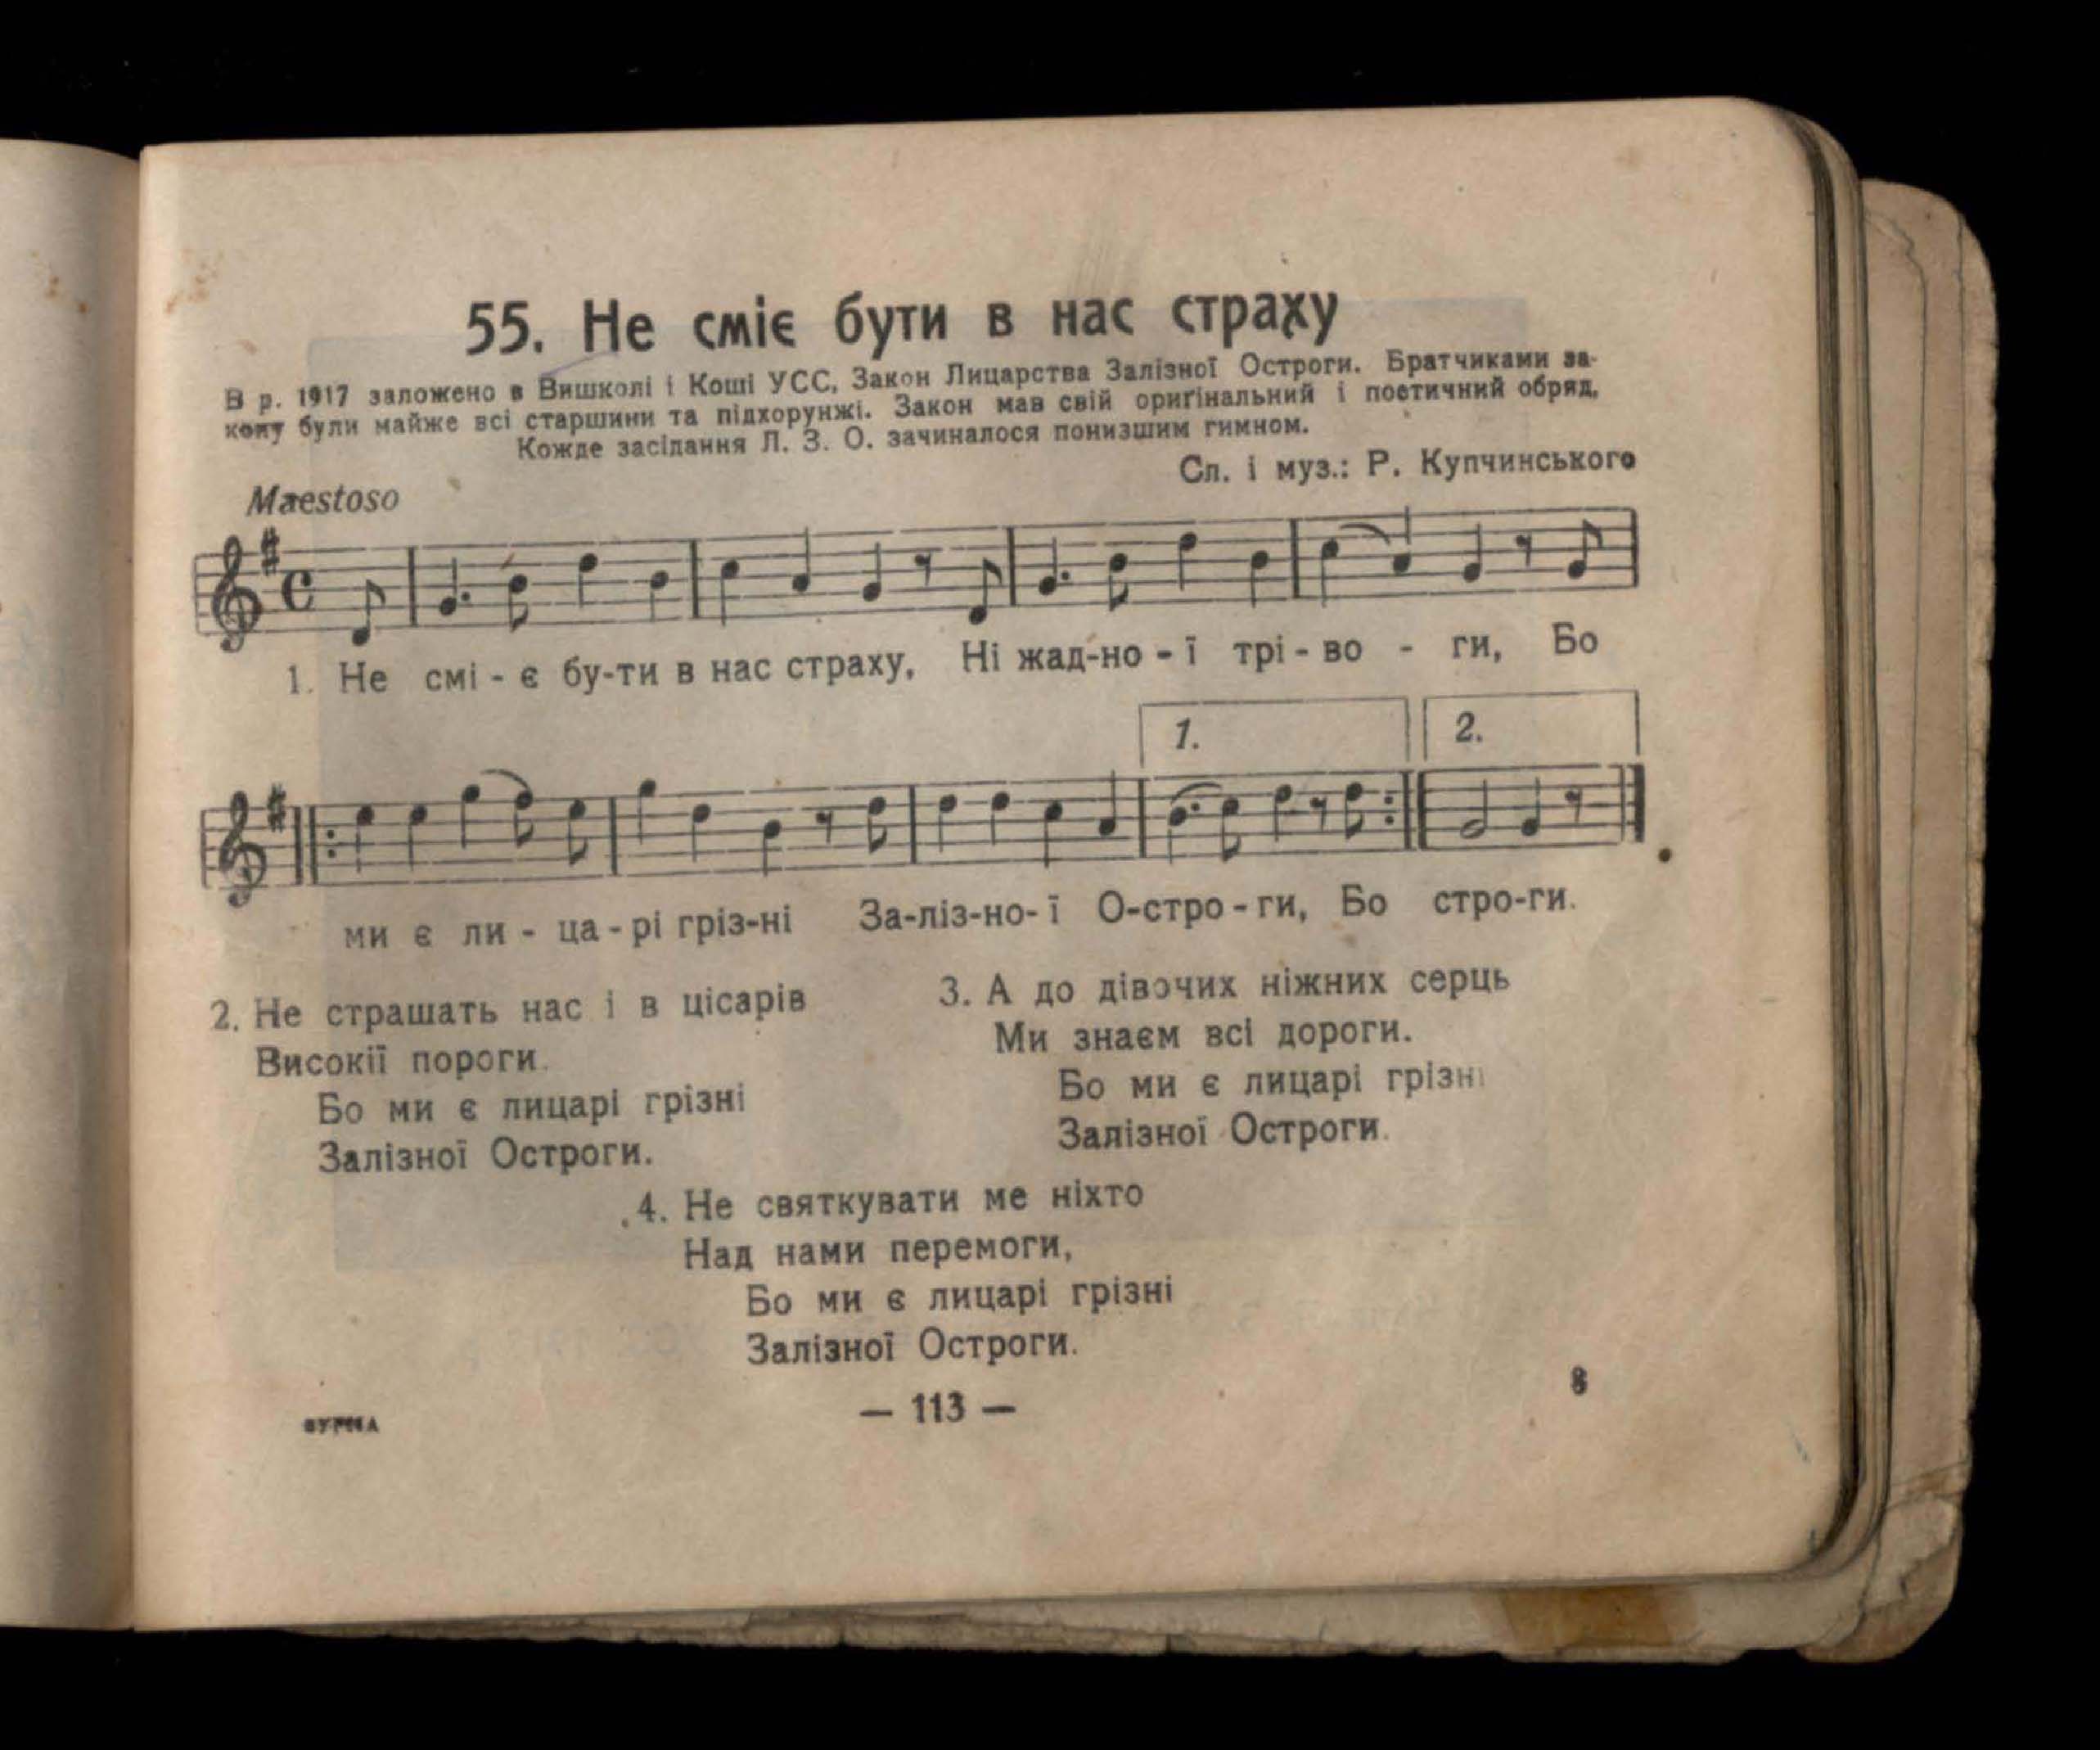 55. Не сміє бути в нас страху
В р. 1917 заложено в Вишколі і Коші УСС, Закон Лицарства Залізної Остроги. Братчиками за-
кону були майже всі старшини та підхорунжі. Закон мав свій ориґінальний і поетичний обряд,
Кожде засідання Л. З. О. зачиналося понизшим гимном.
Сл. і муз.: Р. Купчинського
Maestoso
1. Не смі - є бу-ти в нас страху, Ні жад-но - ї трі - во - ги, Бо
1. 2.
ми є ли - ца - рі гріз-ні За-ліз-но- ї О-стро - ги, Бо стро-ги.
2. Не страшать нас і в цісарів
Високії пороги.
Бо ми є лицарі грізні
Залізної Остроги.
3. А до дівочих ніжних серць
Ми знаєм всі дороги.
Бо ми є лицарі грізні
Залізної Остроги.
4. Не святкувати ме ніхто
Над нами перемоги,
Бо ми є лицарі грізні
Залізної Остроги.
— 113 —
8
СУРМА